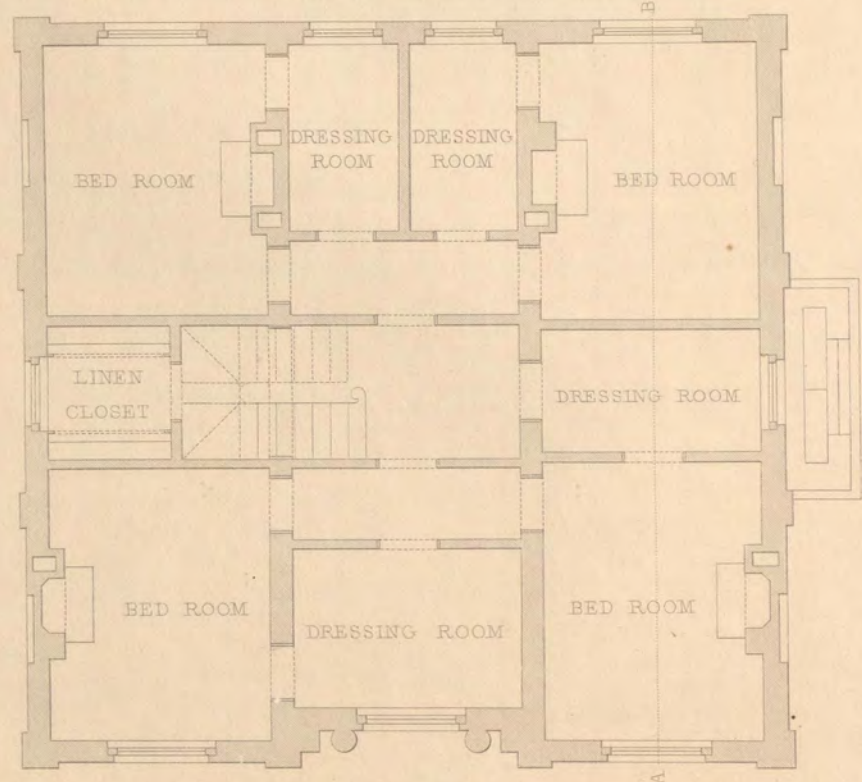 B
DRESSING
ROOM
DRESSING
ROOM
BED ROOM
BED ROOM
LINEN
CLOSET
DRESSING ROOM
BED ROOM
DRESSING ROOM
BED ROOM
A